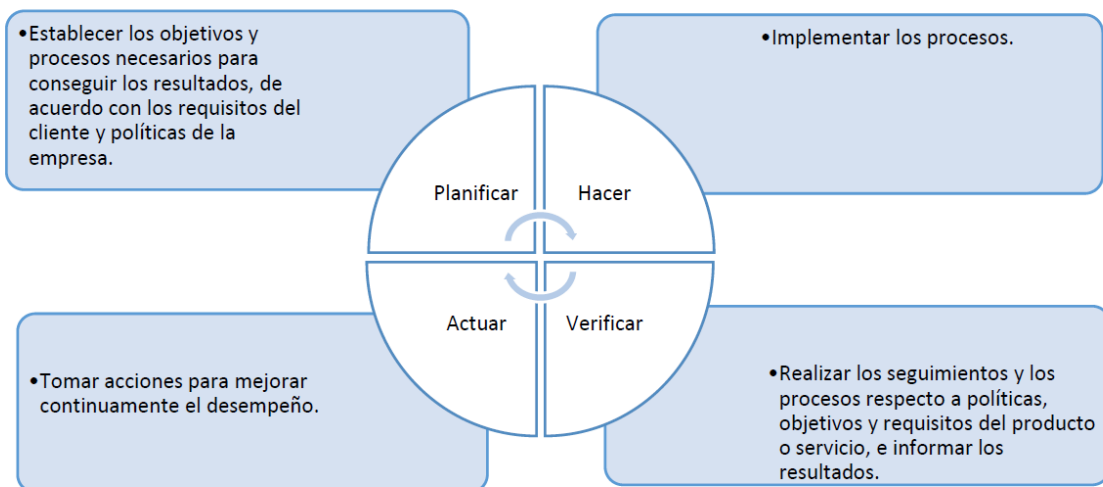 •Establecer los objetivos y
procesos necesarios para
conseguir los resultados, de
acuerdo con los requisitos del
cliente y políticas de la
empresa.
•Implementar los procesos.
Planificar
Hacer
Actuar
Verificar
•Tomar acciones para mejorar
continuamente el desempeño.
•Realizar los seguimientos y los
procesos respecto a políticas,
objetivos y requisitos del producto
o servicio, e informar los
resultados.